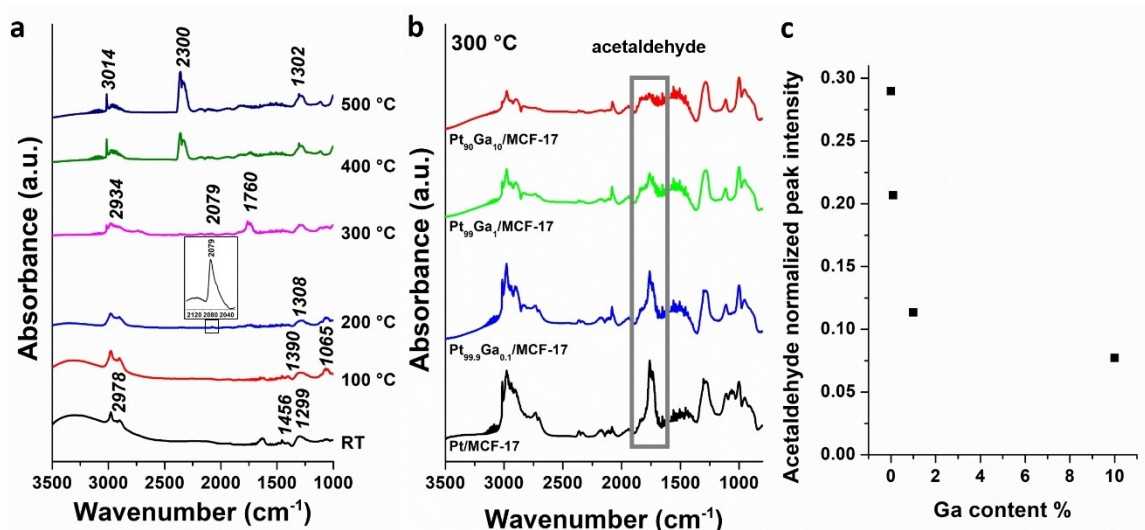 a
Absorbance (a.u.)
3014
2300
1302
500 °C
400 °C
2934
2079
1760
300 °C
2079
2120 2080 2040
1308
200 °C
1390
1065
100 °C
2978
1456
1299
RT
3500 3000 2500 2000 1500 1000
Wavenumber (cm⁻¹)
b
300 °C
acetaldehyde
Absorbance (a.u.)
Pt₉₀Ga₁₀/MCF-17
Pt₉₉Ga₁/MCF-17
Pt₉₉.₉Ga₀.₁/MCF-17
Pt/MCF-17
3500 3000 2500 2000 1500 1000
Wavenumber (cm⁻¹)
c
Acetaldehyde normalized peak intensity
0.30
0.25
0.20
0.15
0.10
0.05
0.00
0 2 4 6 8 10
Ga content %